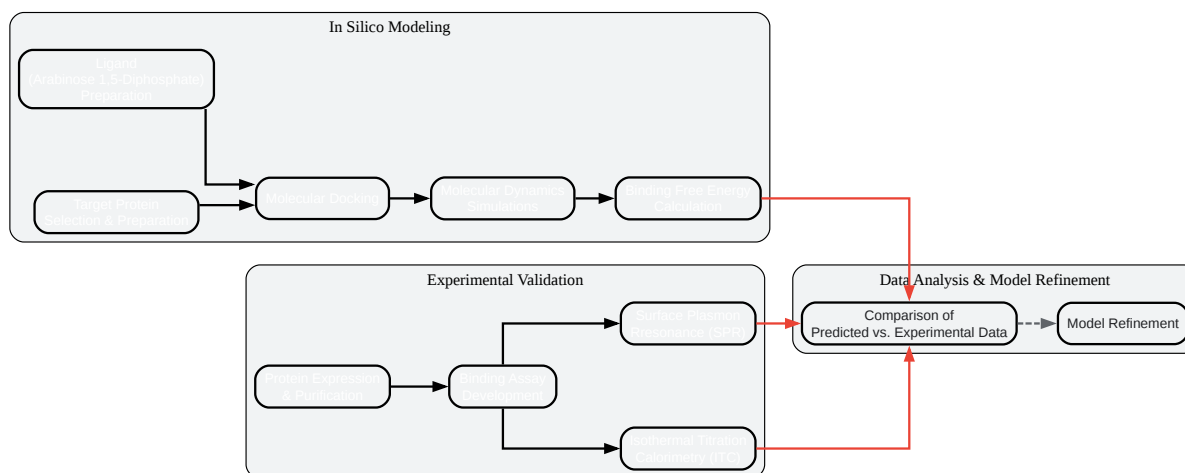 In Silico Modeling
Ligand
(Arabinose 1,5-Diphosphate)
Preparation
Target Protein
Selection & Preparation
Molecular Docking
Molecular Dynamics
Simulations
Binding Free Energy
Calculation
Experimental Validation
Protein Expression
& Purification
Binding Assay
Development
Surface Plasmon
Rresonance (SPR)
Isothermal Titration
Calorimetry (ITC)
Data Analysis & Model Refinement
Comparison of
Predicted vs. Experimental Data
Model Refinement